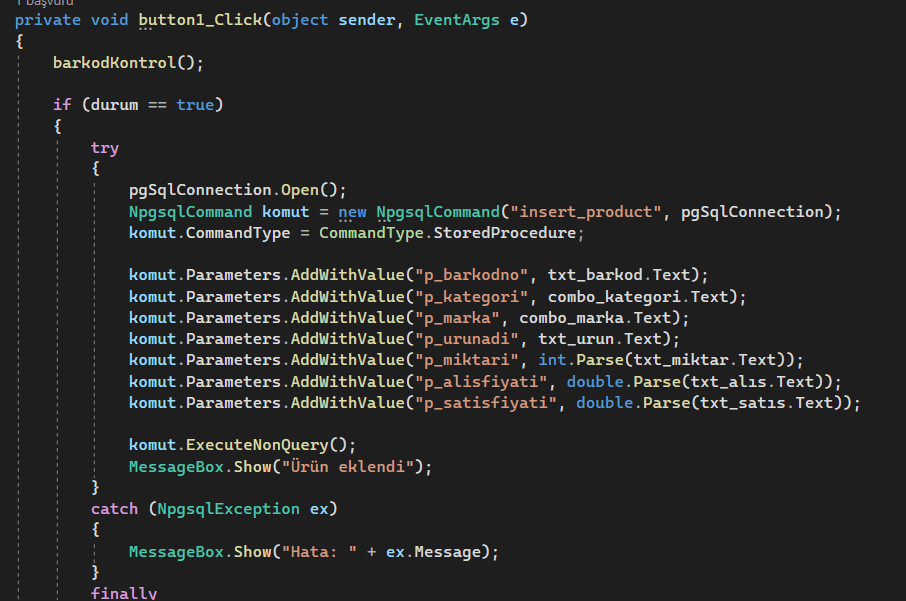 1 başvuru
private void button1_Click(object sender, EventArgs e)
{
barkodKontrol();
if (durum == true)
{
try
{
pgSqlConnection.Open();
NpgsqlCommand komut = new NpgsqlCommand("insert_product", pgSqlConnection);
komut.CommandType = CommandType.StoredProcedure;
komut.Parameters.AddWithValue("p_barkodno", txt_barkod.Text);
komut.Parameters.AddWithValue("p_kategori", combo_kategori.Text);
komut.Parameters.AddWithValue("p_marka", combo_marka.Text);
komut.Parameters.AddWithValue("p_urunadi", txt_urun.Text);
komut.Parameters.AddWithValue("p_miktari", int.Parse(txt_miktar.Text));
komut.Parameters.AddWithValue("p_alisfiyati", double.Parse(txt_alıs.Text));
komut.Parameters.AddWithValue("p_satisfiyati", double.Parse(txt_satıs.Text));
komut.ExecuteNonQuery();
MessageBox.Show("Ürün eklendi");
}
catch (NpgsqlException ex)
{
MessageBox.Show("Hata: " + ex.Message);
}
finally